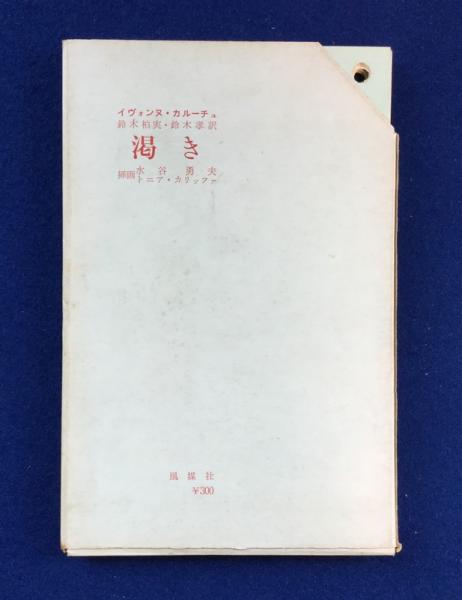 イヴォンヌ・カルーチュ
鈴木柏実・鈴木孝訳
渇き
挿画 水谷勇夫
トニア・カリッファ
風媒社
¥300